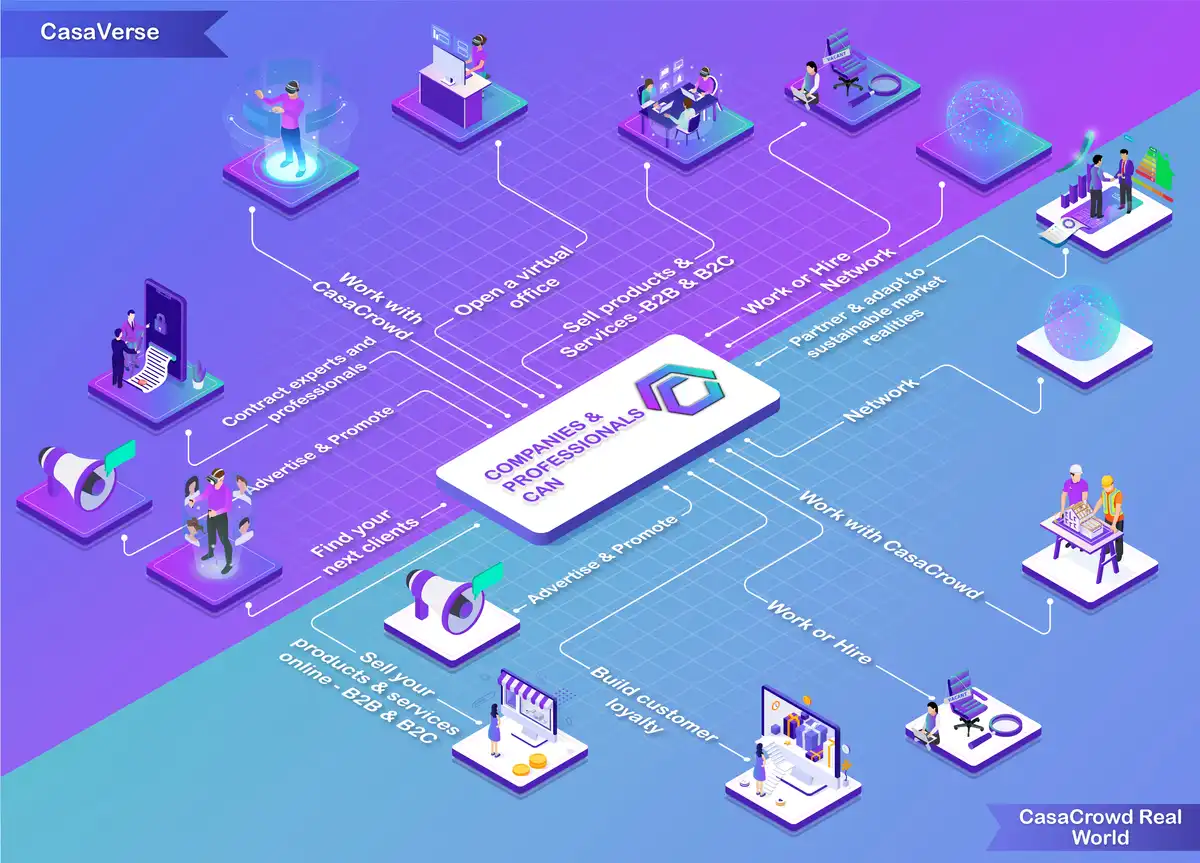 CasaVerse
VACANT
Work with
CasaCrowd
Open a virtual
office
Sell products &
Services -B2B & B2C
Work or Hire
Network
Partner & adapt to
sustainable market
realities
Contract experts and
professionals
Advertise & Promote
Find your
next clients
COMPANIES &
PROFESSIONALS
CAN
Network
Work with CasaCrowd
Advertise & Promote
Work or Hire
Sell your
products & services
online - B2B & B2C
Build customer
loyalty
VACANT
CasaCrowd Real
World